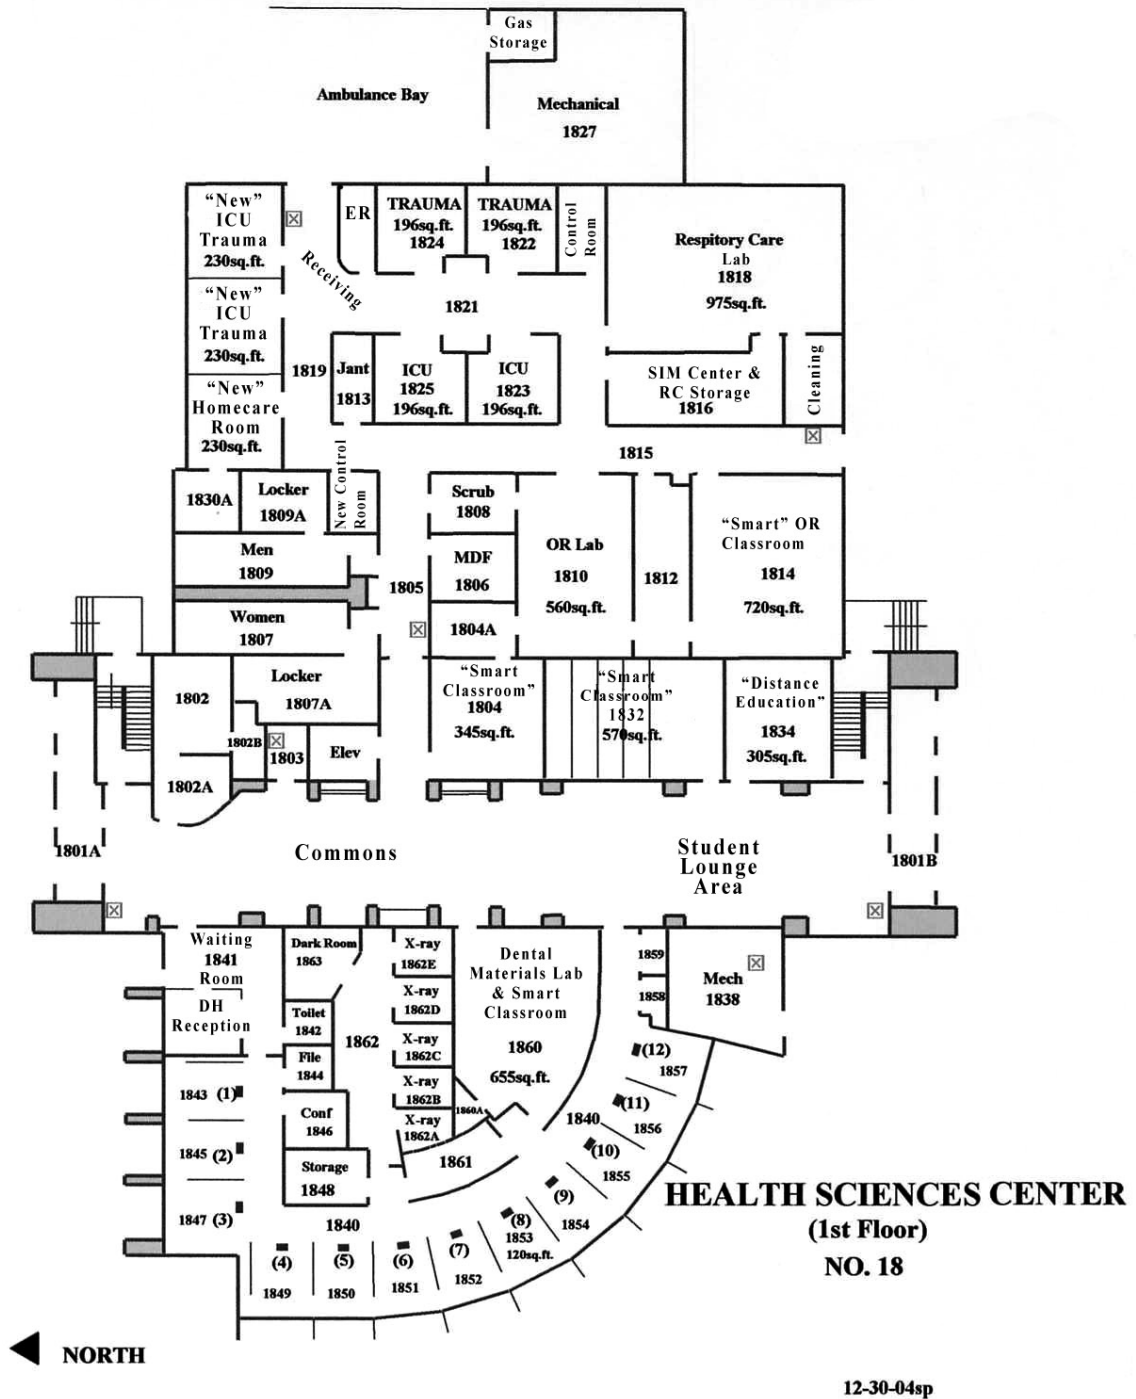 Gas
Storage
Ambulance Bay
Mechanical
1827
"New"
ICU
Trauma
230sq.ft.
ER
TRAUMA
196sq.ft.
1824
TRAUMA
196sq.ft.
1822
Control
Room
Respitory Care
Lab
1818
975sq.ft.
Receiving
1821
"New"
ICU
Trauma
230sq.ft.
1819
Jant
1813
ICU
1825
196sq.ft.
ICU
1823
196sq.ft.
SIM Center &
RC Storage
1816
Cleaning
"New"
Homecare
Room
230sq.ft.
New Control
Room
1815
1830A
Locker
1809A
Scrub
1808
Men
1809
MDF
1806
OR Lab
1810
560sq.ft.
1812
"Smart" OR
Classroom
1814
720sq.ft.
1805
Women
1807
1804A
1802
Locker
1807A
"Smart
Classroom"
1804
345sq.ft.
"Smart
Classroom"
1832
570sq.ft.
"Distance
Education"
1834
305sq.ft.
1802B
1803
Elev
1802A
1801A
Commons
Student
Lounge
Area
1801B
Waiting
1841
Room
DH
Reception
Dark Room
1863
X-ray
1862E
X-ray
1862D
X-ray
1862C
X-ray
1862B
X-ray
1862A
Toilet
1842
1862
File
1844
Conf
1846
Storage
1848
Dental
Materials Lab
& Smart
Classroom
1860
655sq.ft.
1860A
1861
1859
1858
Mech
1838
1843 (1)
1845 (2)
1847 (3)
1840
1840
(4)
1849
(5)
1850
(6)
1851
(7)
1852
(8)
1853
120sq.ft.
(9)
1854
(10)
1855
(11)
1856
(12)
1857
HEALTH SCIENCES CENTER
(1st Floor)
NO. 18
NORTH
12-30-04sp